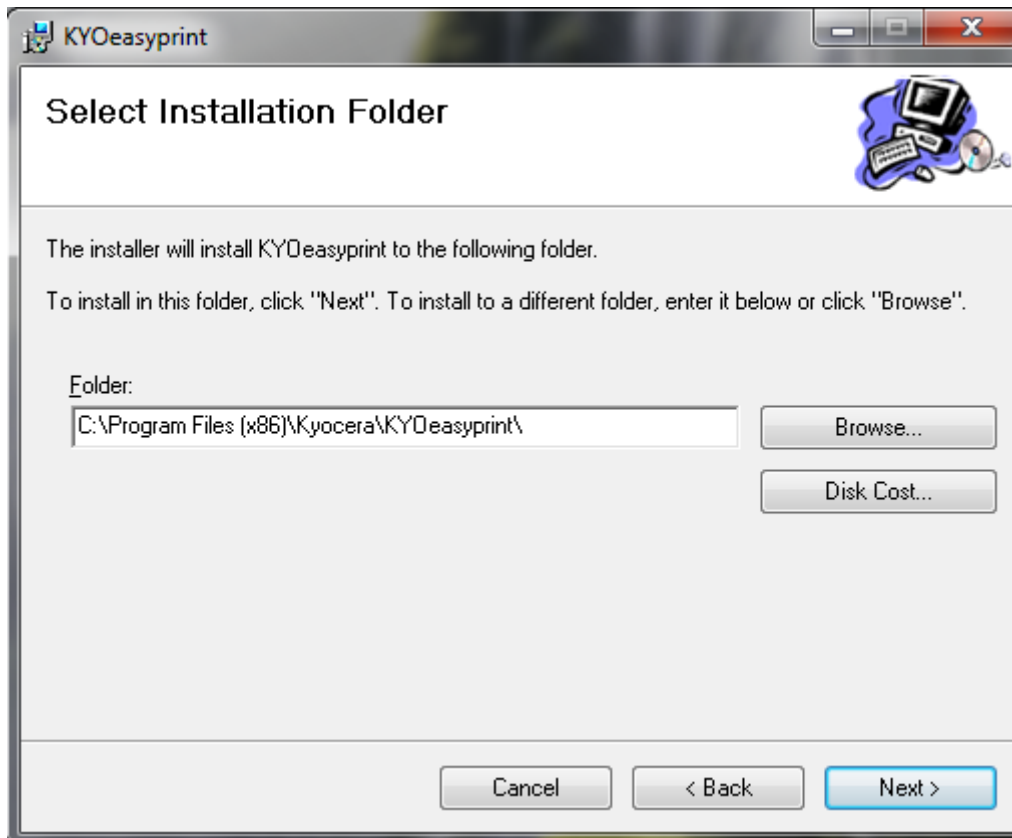 KYOeasyprint
Select Installation Folder
The installer will install KYOeasyprint to the following folder.
To install in this folder, click "Next". To install to a different folder, enter it below or click "Browse".
Folder:
C:\Program Files (x86)\Kyocera\KYOeasyprint\
Browse...
Disk Cost...
Cancel
< Back
Next >